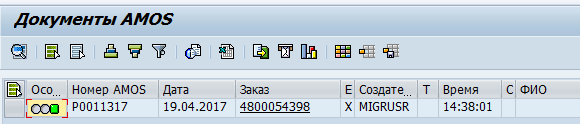 Документы AMOS
Осо... Номер AMOS Дата Заказ Е Создате... Т Время С ФИО
P0011317 19.04.2017 4800054398 X MIGRUSR 14:38:01